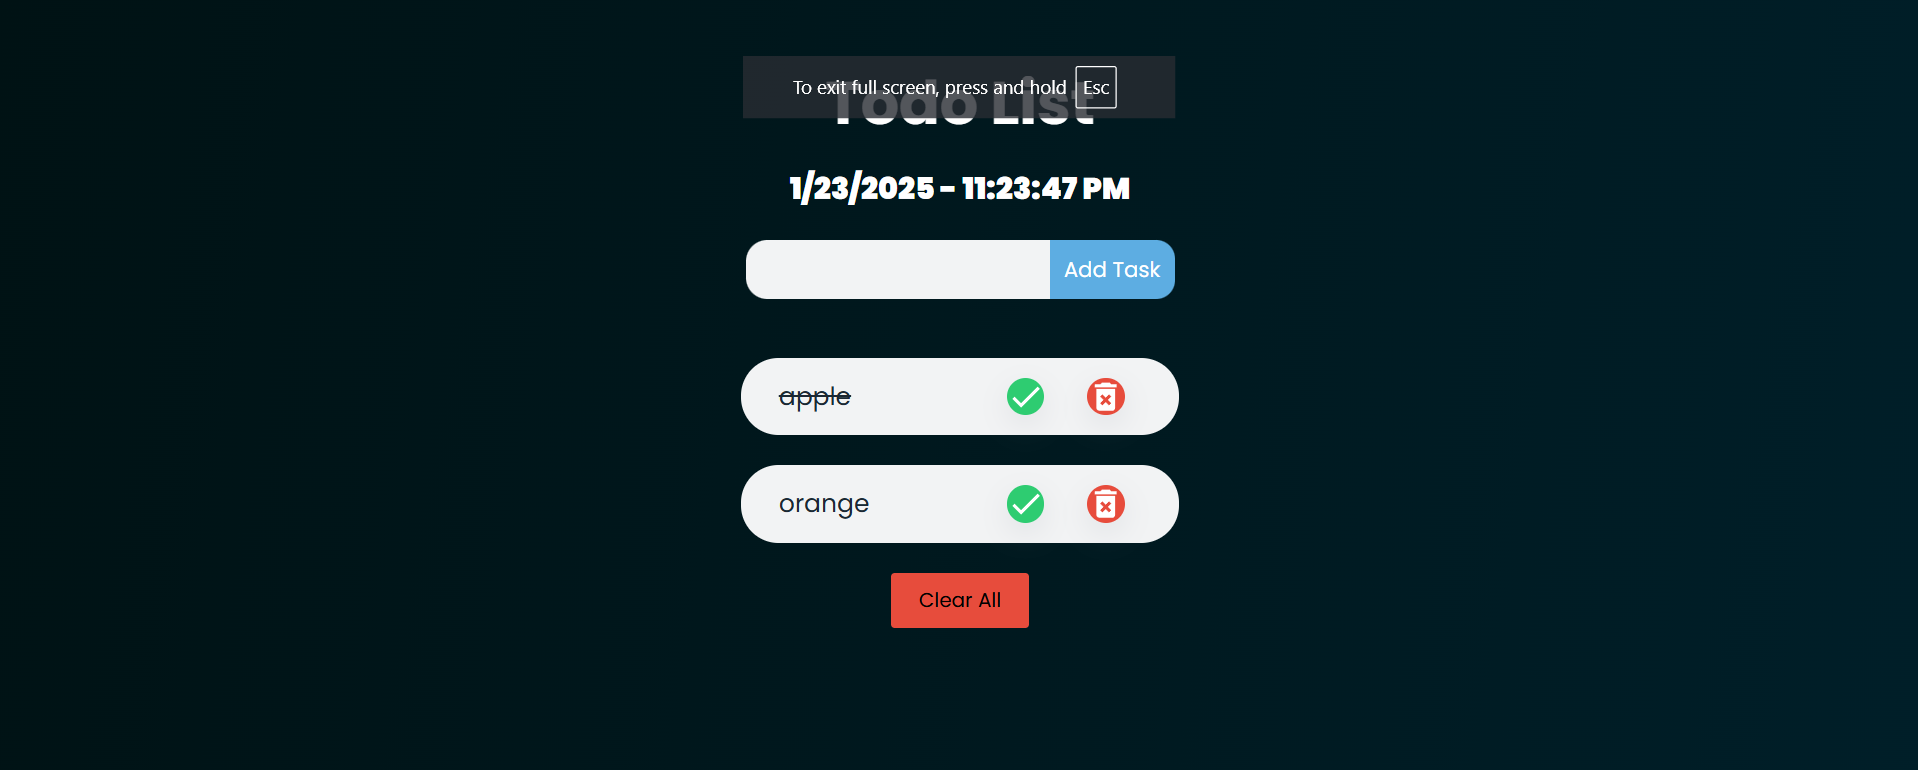 To exit full screen, press and hold Esc
Todo List
1/23/2025 - 11:23:47 PM
Add Task
apple
orange
Clear All